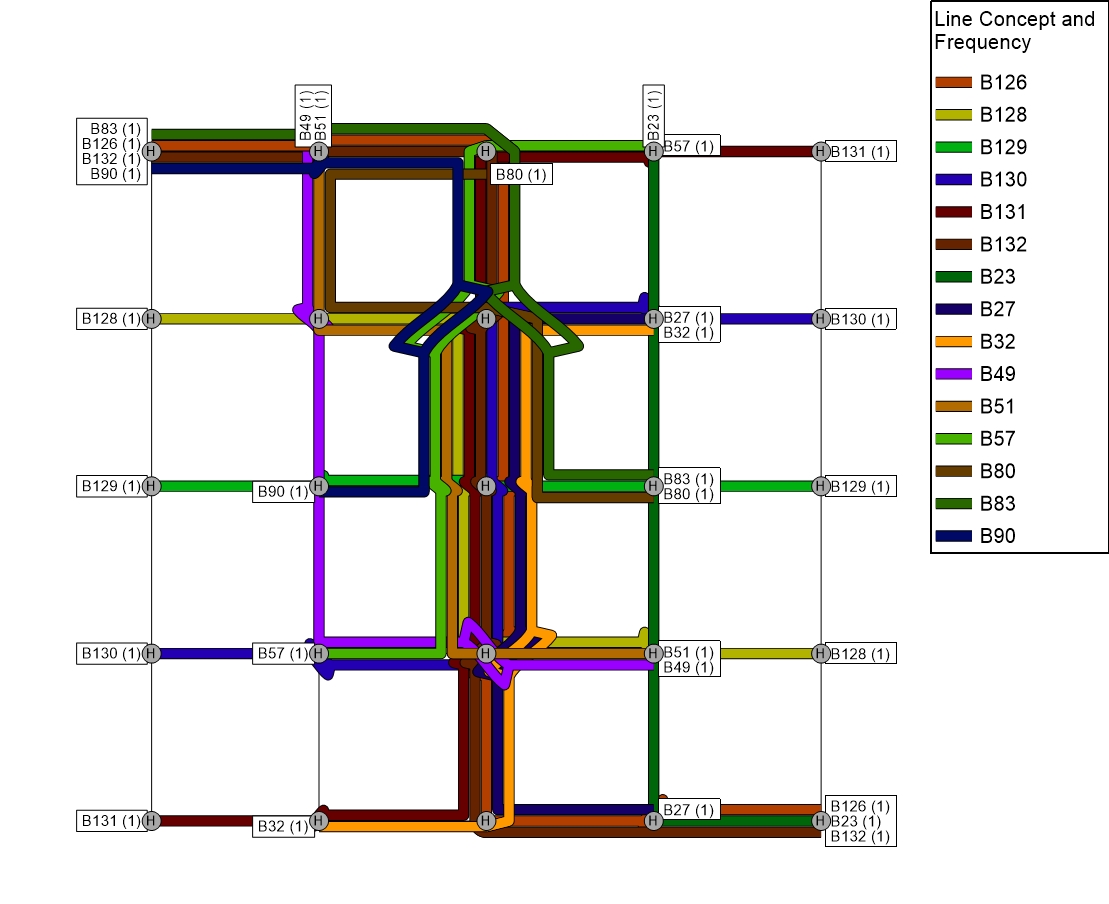 Line Concept and
Frequency
B126
B128
B129
B130
B131
B132
B23
B27
B32
B49
B51
B57
B80
B83
B90
B49 (1)
B51 (1)
B23 (1)
B83 (1)
B126 (1)
B132 (1)
B90 (1)
H
H
H
H
H
B57 (1)
B131 (1)
B80 (1)
B128 (1)
H
H
H
H
H
B27 (1)
B32 (1)
B130 (1)
B129 (1)
H
B90 (1)
H
H
H
H
B83 (1)
B80 (1)
B129 (1)
B130 (1)
H
B57 (1)
H
H
H
H
B51 (1)
B49 (1)
B128 (1)
B131 (1)
H
B32 (1)
H
H
H
H
B27 (1)
B126 (1)
B23 (1)
B132 (1)